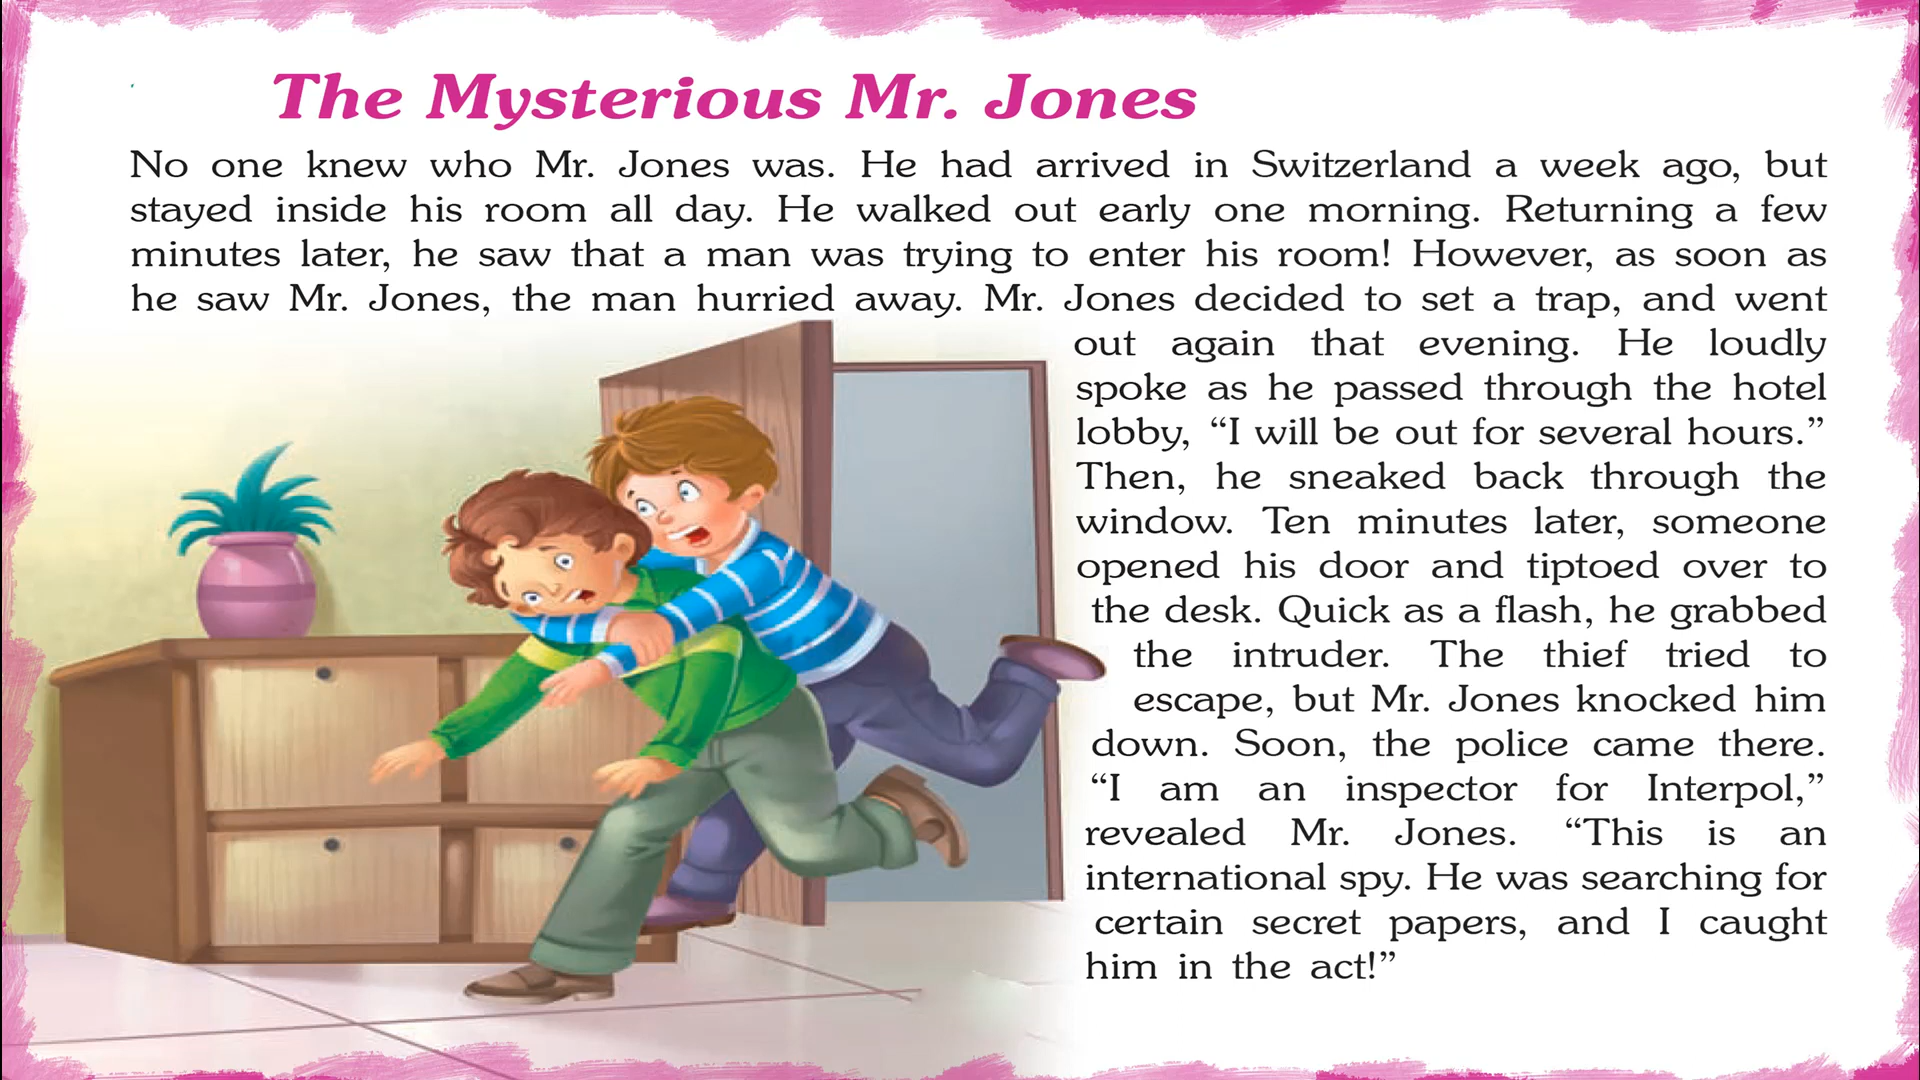 The Mysterious Mr. Jones
No one knew who Mr. Jones was. He had arrived in Switzerland a week ago, but
stayed inside his room all day. He walked out early one morning. Returning a few
minutes later, he saw that a man was trying to enter his room! However, as soon as
he saw Mr. Jones, the man hurried away. Mr. Jones decided to set a trap, and went
out again that evening. He loudly
spoke as he passed through the hotel
lobby, “I will be out for several hours.”
Then, he sneaked back through the
window. Ten minutes later, someone
opened his door and tiptoed over to
the desk. Quick as a flash, he grabbed
the intruder. The thief tried to
escape, but Mr. Jones knocked him
down. Soon, the police came there.
“I am an inspector for Interpol,”
revealed Mr. Jones. “This is an
international spy. He was searching for
certain secret papers, and I caught
him in the act!”